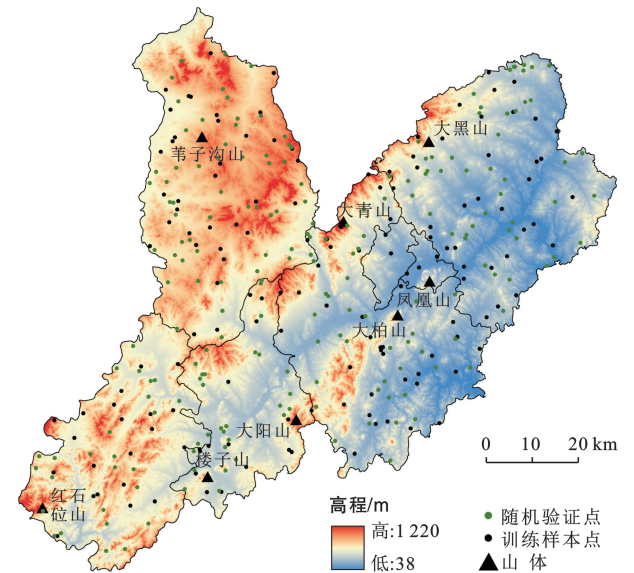 大黑山
苇子沟山
大青山
凤凰山
大柏山
大阳山
楼子山
红石
砬山
0 10 20 km
高程/m
高:1 220
低:38
随机验证点
训练样本点
山 体